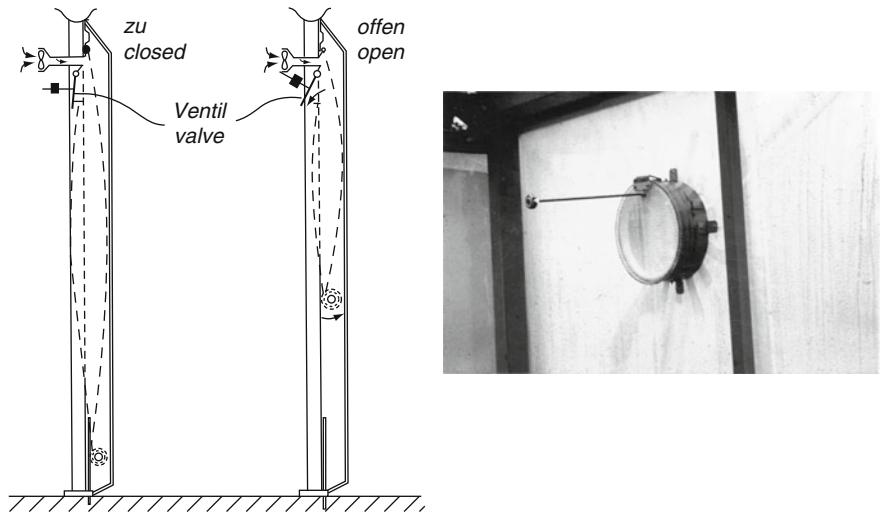 zu
closed
offen
open
Ventil
valve